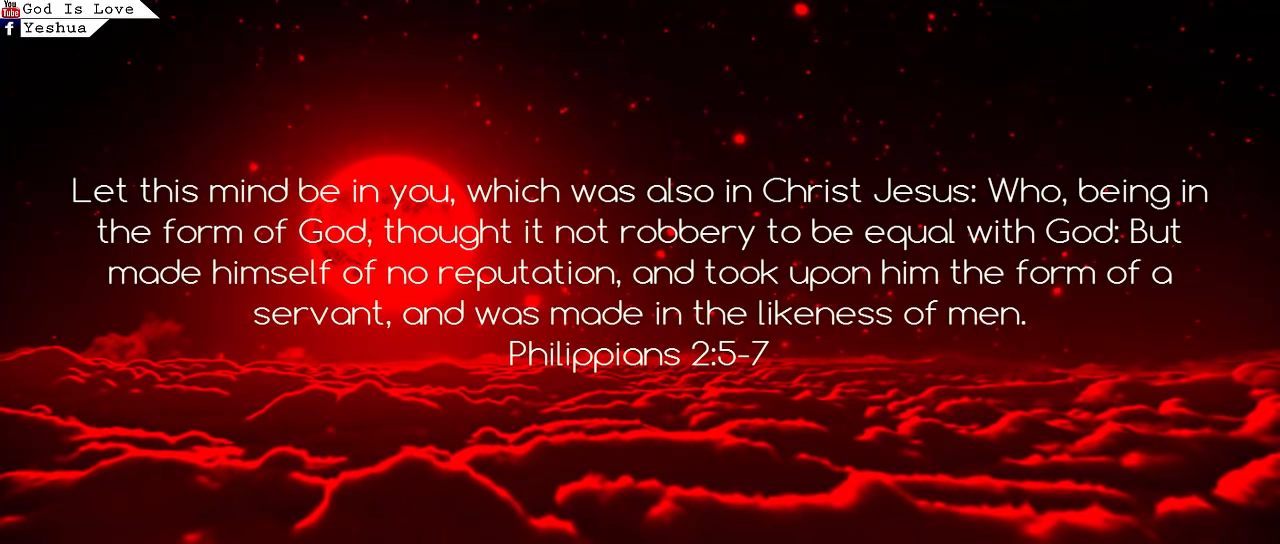 You
Tube
God Is Love
f
Yeshua
Let this mind be in you, which was also in Christ Jesus: Who, being in
the form of God, thought it not robbery to be equal with God: But
made himself of no reputation, and took upon him the form of a
servant, and was made in the likeness of men.
Philippians 2:5-7